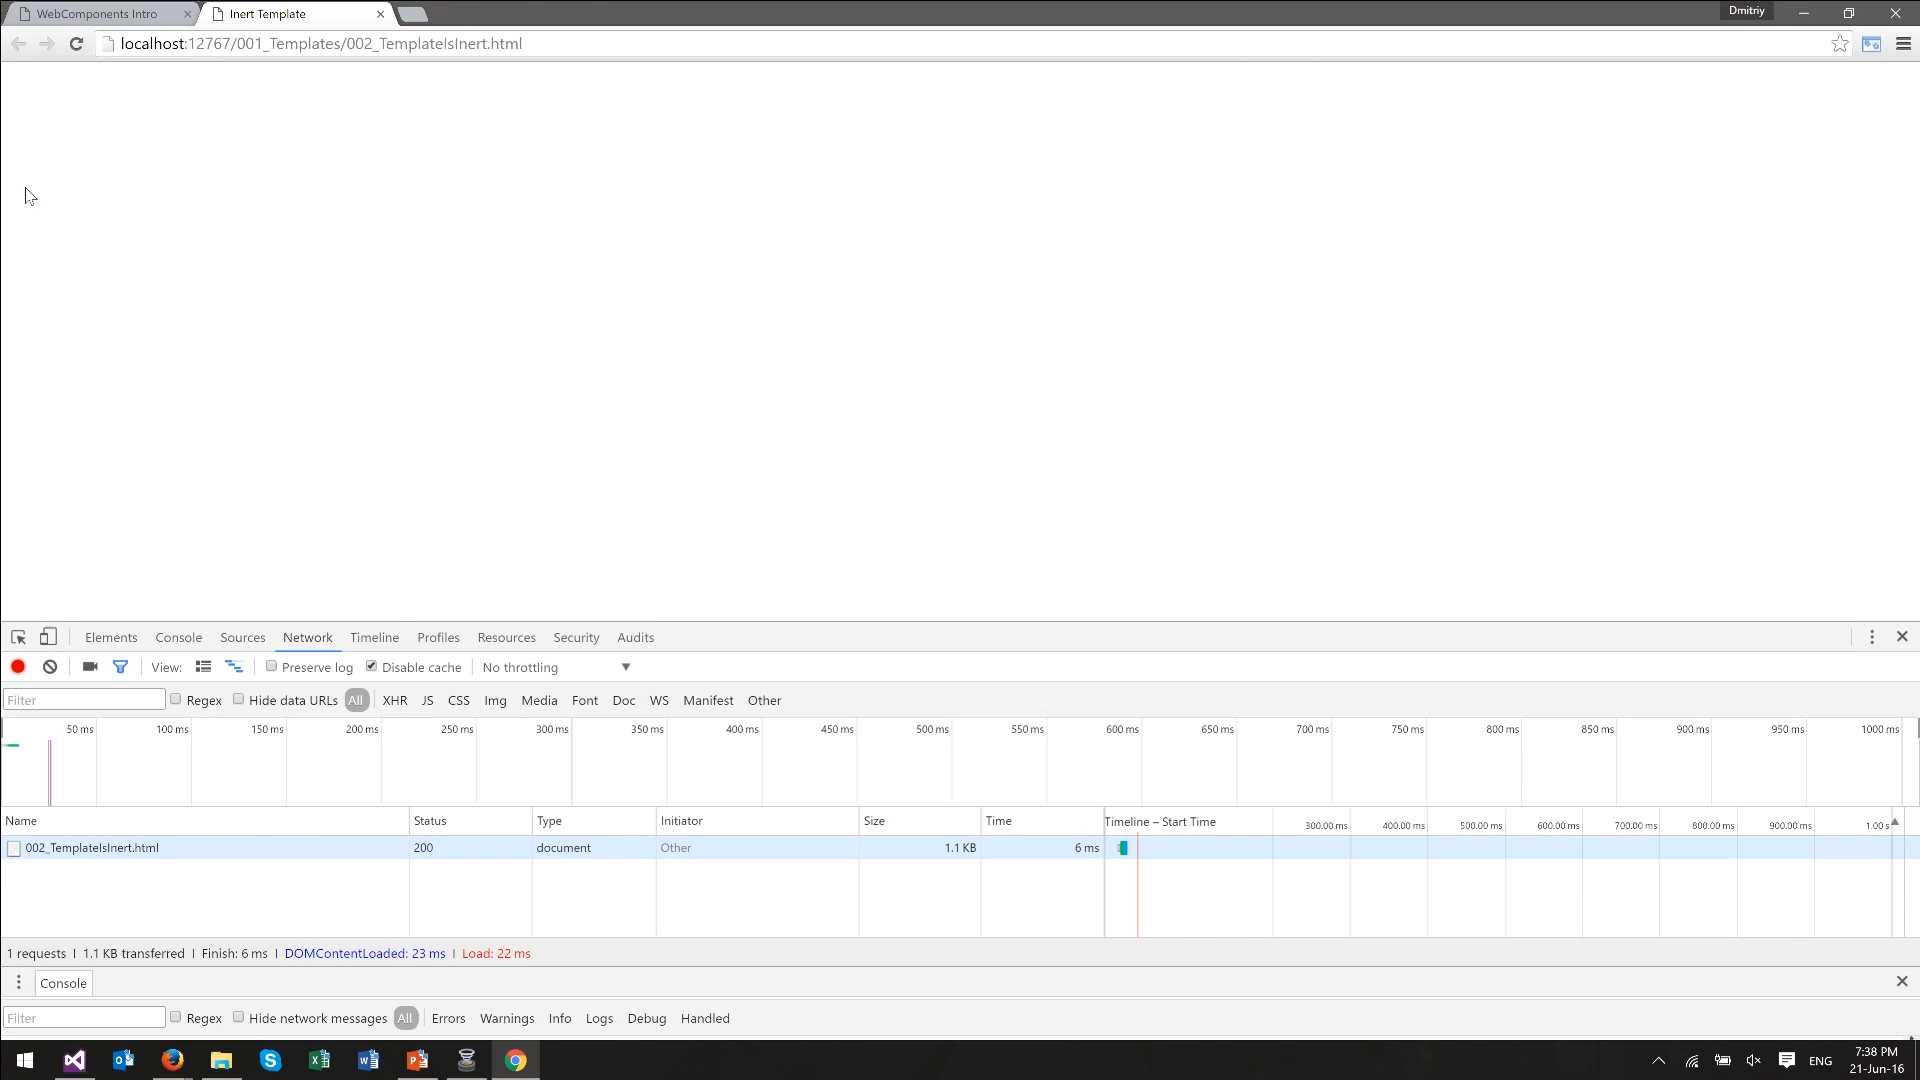 WebComponents Intro
Inert Template
Dmitriy
localhost:12767/001_Templates/002_TemplateIsInert.html
Elements Console Sources Network Timeline Profiles Resources Security Audits
View: Preserve log Disable cache No throttling
Filter Regex Hide data URLs All XHR JS CSS Img Media Font Doc WS Manifest Other
50 ms 100 ms 150 ms 200 ms 250 ms 300 ms 350 ms 400 ms 450 ms 500 ms 550 ms 600 ms 650 ms 700 ms 750 ms 800 ms 850 ms 900 ms 950 ms 1000 ms
Name Status Type Initiator Size Time Timeline – Start Time 300.00 ms 400.00 ms 500.00 ms 600.00 ms 700.00 ms 800.00 ms 900.00 ms 1.00 s
002_TemplateIsInert.html 200 document Other 1.1 KB 6 ms
1 requests | 1.1 KB transferred | Finish: 6 ms | DOMContentLoaded: 23 ms | Load: 22 ms
Console
Filter Regex Hide network messages All Errors Warnings Info Logs Debug Handled
ENG
7:38 PM
21-Jun-16